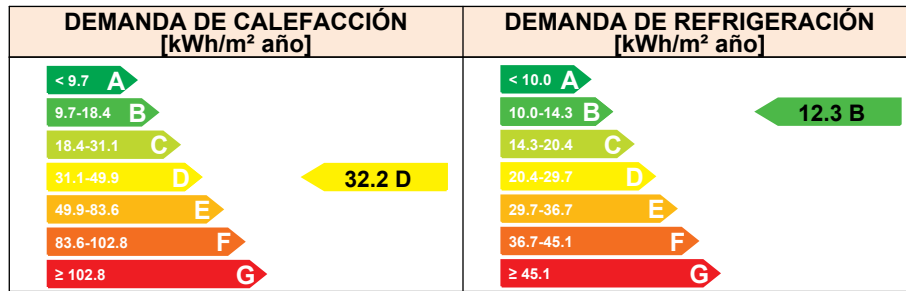 DEMANDA DE CALEFACCIÓN
[kWh/m² año]
< 9.7 A
9.7-18.4 B
18.4-31.1 C
31.1-49.9 D
32.2 D
49.9-83.6 E
83.6-102.8 F
≥ 102.8 G
DEMANDA DE REFRIGERACIÓN
[kWh/m² año]
< 10.0 A
10.0-14.3 B
12.3 B
14.3-20.4 C
20.4-29.7 D
29.7-36.7 E
36.7-45.1 F
≥ 45.1 G